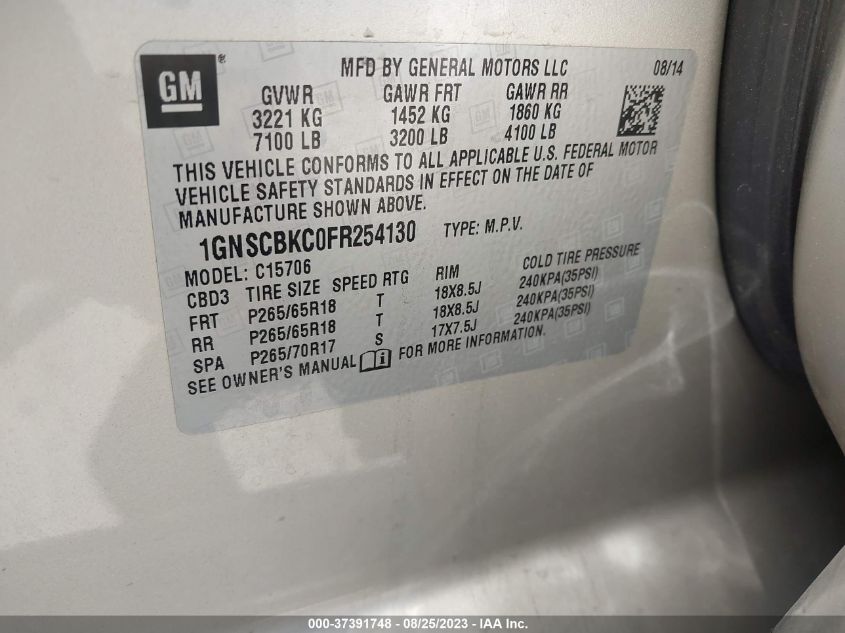 GM
MFD BY GENERAL MOTORS LLC 08/14
GVWR GAWR FRT GAWR RR
3221 KG 1452 KG 1860 KG
7100 LB 3200 LB 4100 LB
THIS VEHICLE CONFORMS TO ALL APPLICABLE U.S. FEDERAL MOTOR
VEHICLE SAFETY STANDARDS IN EFFECT ON THE DATE OF
MANUFACTURE SHOWN ABOVE.
1GNSCBKC0FR254130 TYPE: M.P.V.
MODEL: C15706
CBD3 TIRE SIZE SPEED RTG RIM COLD TIRE PRESSURE
FRT P265/65R18 T 18X8.5J 240KPA(35PSI)
RR P265/65R18 T 18X8.5J 240KPA(35PSI)
SPA P265/70R17 S 17X7.5J 240KPA(35PSI)
SEE OWNER'S MANUAL FOR MORE INFORMATION.
000-37391748 - 08/25/2023 - IAA Inc.